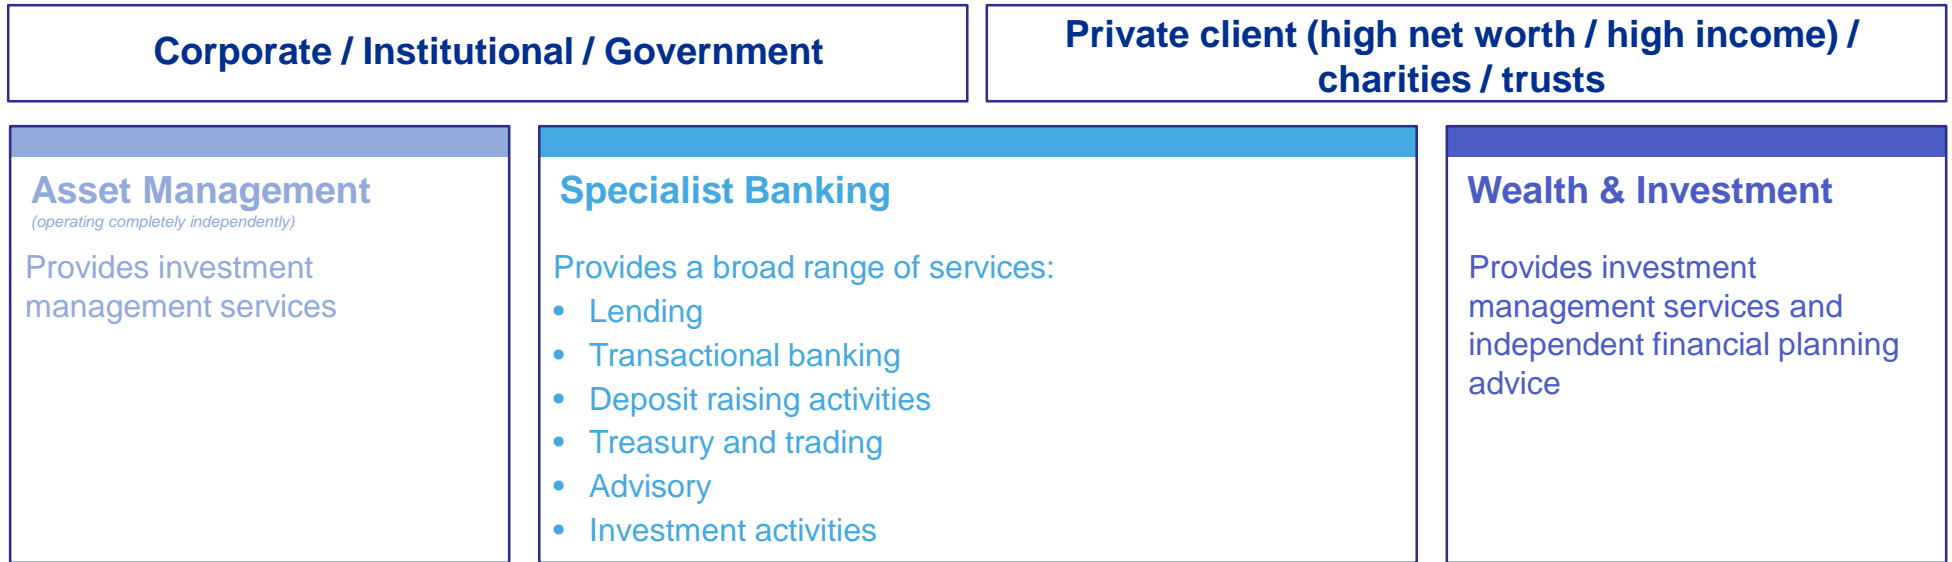 Corporate / Institutional / Government
Private client (high net worth / high income) /
charities / trusts
Asset Management
(operating completely independently)
Provides investment
management services
Specialist Banking
Provides a broad range of services:
• Lending
• Transactional banking
• Deposit raising activities
• Treasury and trading
• Advisory
• Investment activities
Wealth & Investment
Provides investment
management services and
independent financial planning
advice